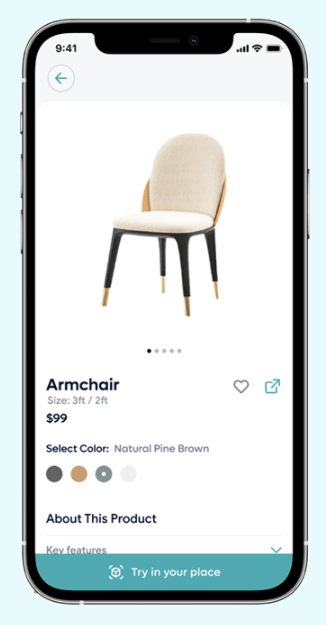 9:41
Armchair
Size: 3ft / 2ft
$99
Select Color: Natural Pine Brown
About This Product
Key features
Try in your place